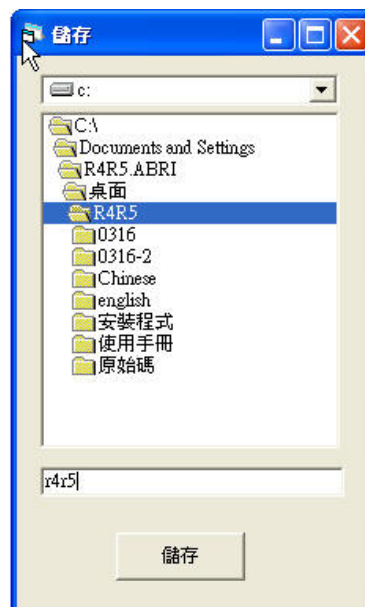 儲存
c:
C:\
Documents and Settings
R4R5.ABRI
桌面
R4R5
0316
0316-2
Chinese
english
安裝程式
使用手冊
原始碼
r4r5
儲存